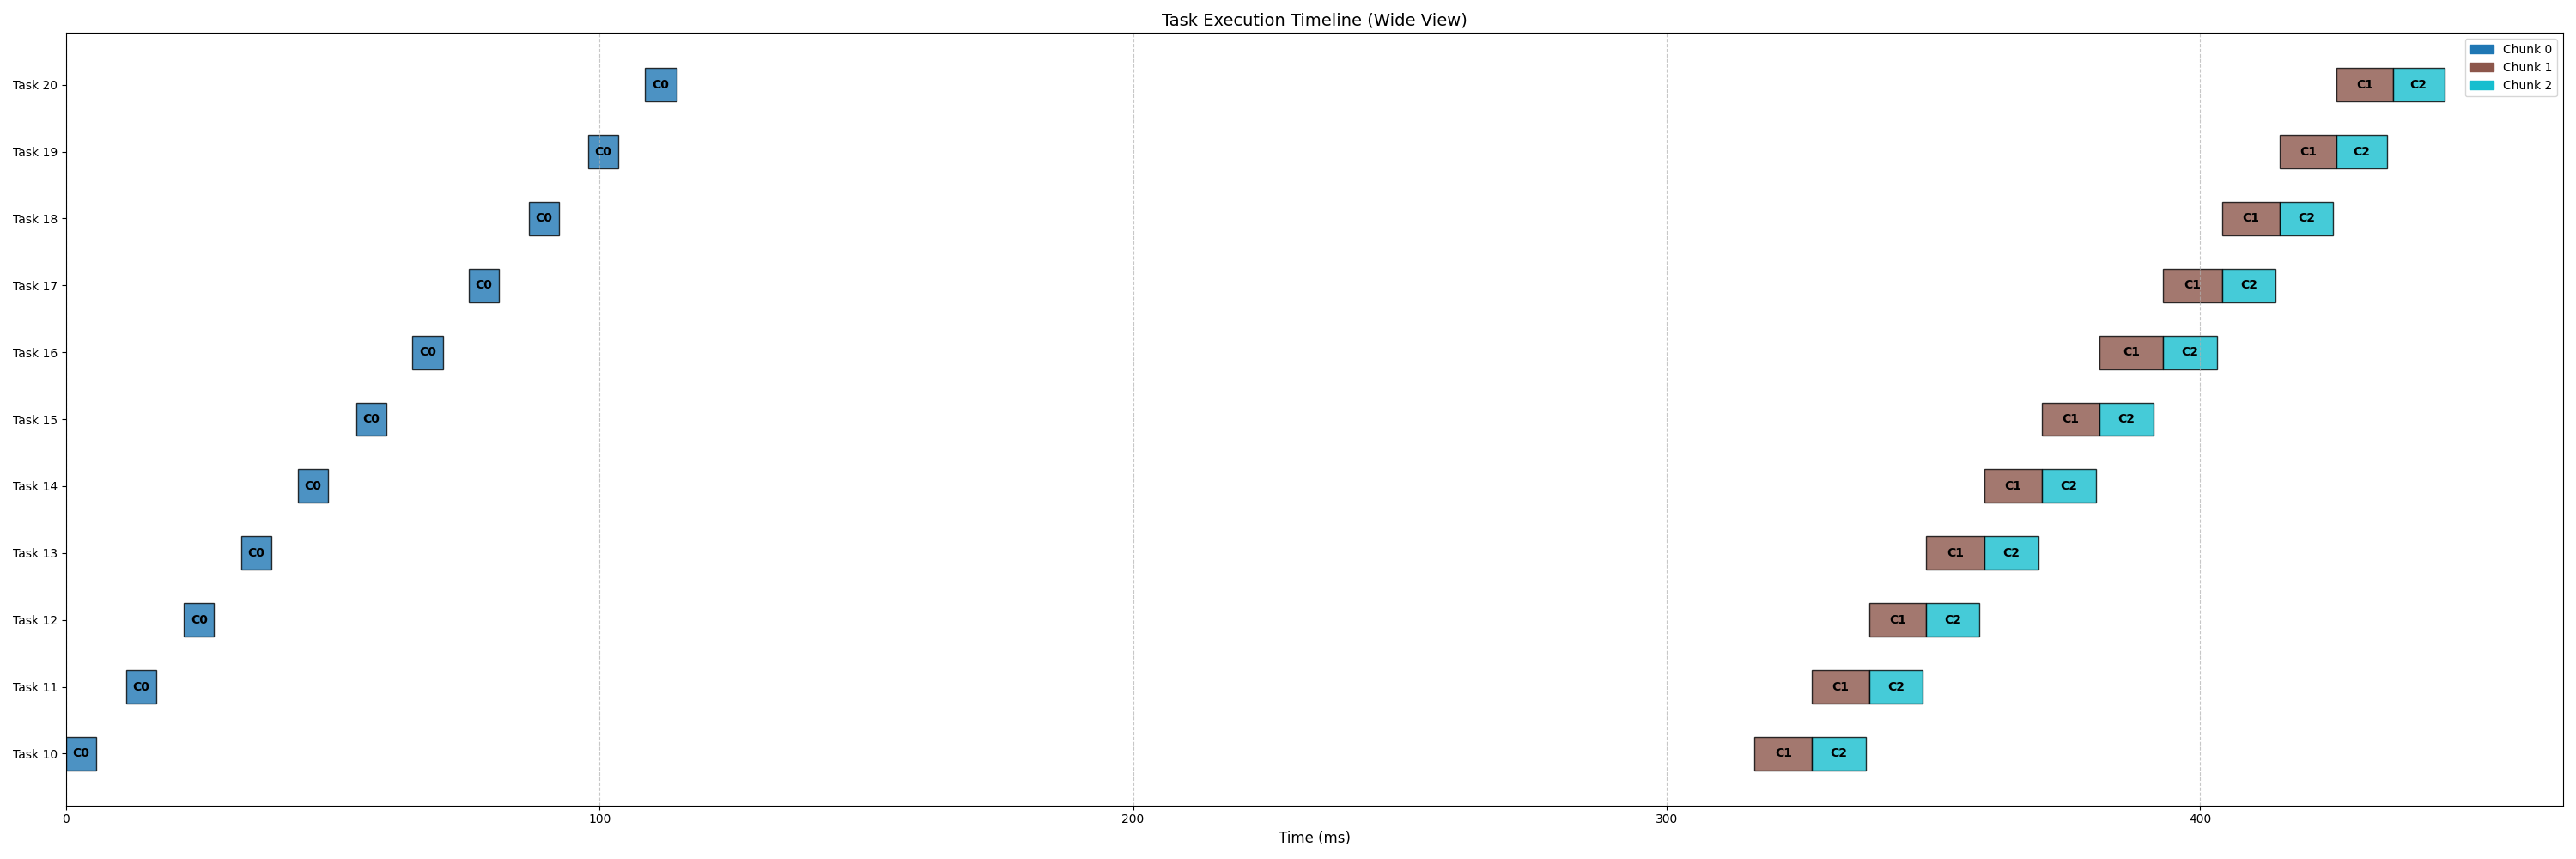 Task Execution Timeline (Wide View)
Chunk 0
Chunk 1
Chunk 2
Task 20
C0
C1
C2
Task 19
C0
C1
C2
Task 18
C0
C1
C2
Task 17
C0
C1
C2
Task 16
C0
C1
C2
Task 15
C0
C1
C2
Task 14
C0
C1
C2
Task 13
C0
C1
C2
Task 12
C0
C1
C2
Task 11
C0
C1
C2
Task 10
C0
C1
C2
0
100
200
300
400
Time (ms)